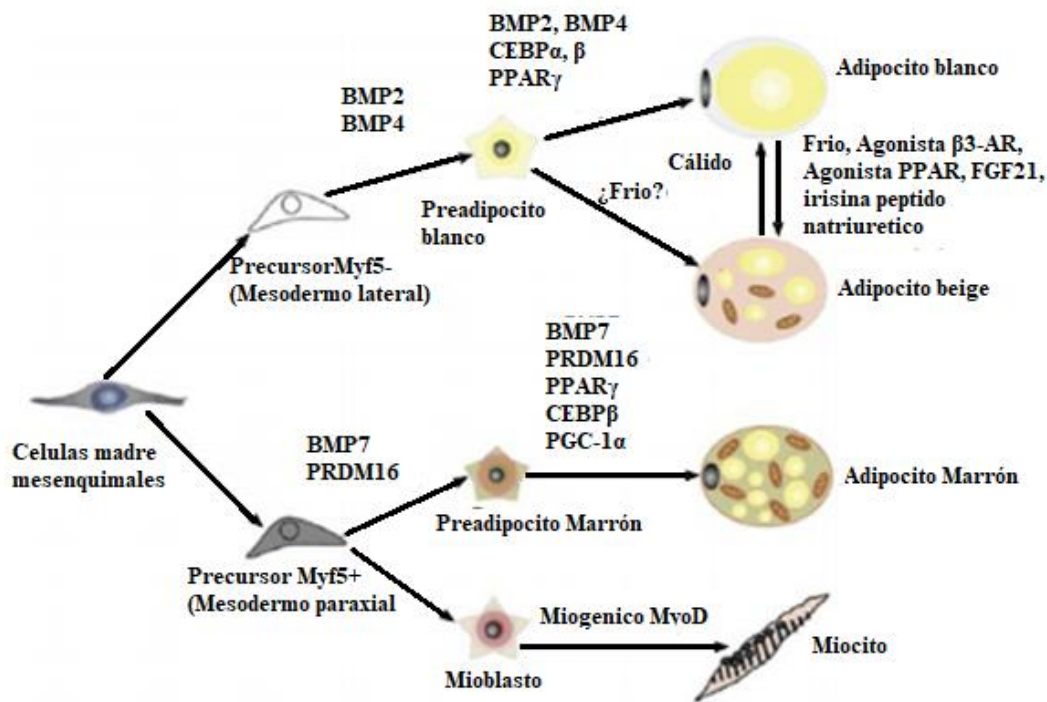 BMP2, BMP4
CEBPα, β
PPARγ
Adipocito blanco
BMP2
BMP4
Frio, Agonista β3-AR,
Agonista PPAR, FGF21,
irisina peptido
natriuretico
Cálido
¿Frio?
Preadipocito
blanco
PrecursorMyf5-
(Mesodermo lateral)
Adipocito beige
BMP7
PRDM16
PPARγ
CEBPβ
PGC-1α
Celulas madre
mesenquimales
BMP7
PRDM16
Adipocito Marrón
Preadipocito Marrón
Precursor Myf5+
(Mesodermo paraxial
Miogenico MvoD
Miocito
Mioblasto